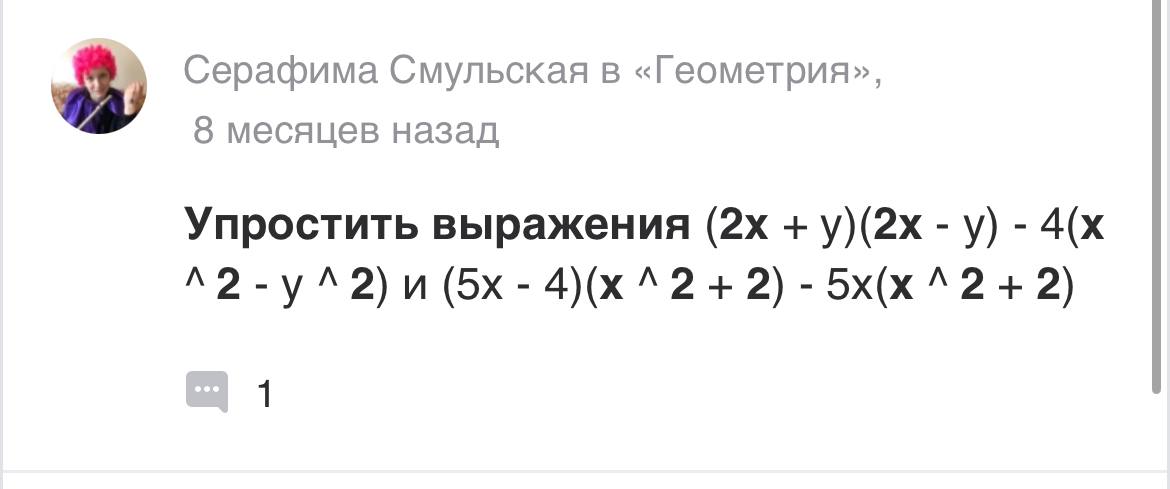 Серафима Смульская в «Геометрия»,
8 месяцев назад
Упростить выражения (2x + y)(2x - y) - 4(x
^ 2 - y ^ 2) и (5x - 4)(x ^ 2 + 2) - 5x(x ^ 2 + 2)
1